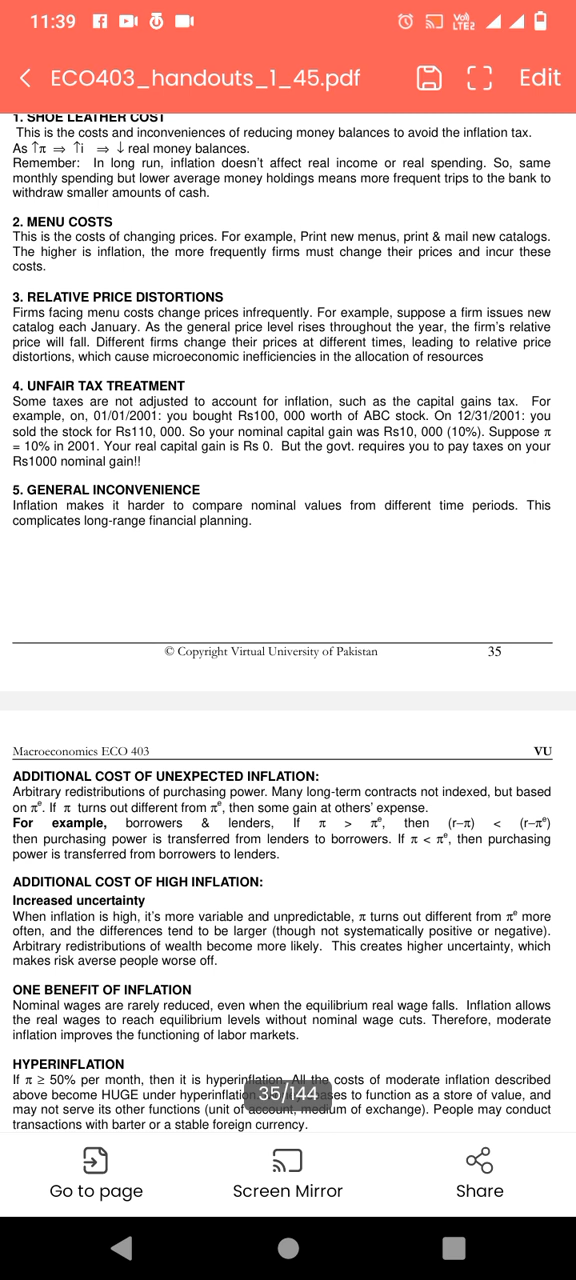 11:39
VoD LTE2
ECO403_handouts_1_45.pdf
Edit
1. SHOE LEATHER COST
This is the costs and inconveniences of reducing money balances to avoid the inflation tax.
As ↑π ⇒ ↑i ⇒ ↓ real money balances.
Remember: In long run, inflation doesn't affect real income or real spending. So, same
monthly spending but lower average money holdings means more frequent trips to the bank to
withdraw smaller amounts of cash.
2. MENU COSTS
This is the costs of changing prices. For example, Print new menus, print & mail new catalogs.
The higher is inflation, the more frequently firms must change their prices and incur these
costs.
3. RELATIVE PRICE DISTORTIONS
Firms facing menu costs change prices infrequently. For example, suppose a firm issues new
catalog each January. As the general price level rises throughout the year, the firm's relative
price will fall. Different firms change their prices at different times, leading to relative price
distortions, which cause microeconomic inefficiencies in the allocation of resources
4. UNFAIR TAX TREATMENT
Some taxes are not adjusted to account for inflation, such as the capital gains tax. For
example, on, 01/01/2001: you bought Rs100, 000 worth of ABC stock. On 12/31/2001: you
sold the stock for Rs110, 000. So your nominal capital gain was Rs10, 000 (10%). Suppose π
= 10% in 2001. Your real capital gain is Rs 0. But the govt. requires you to pay taxes on your
Rs1000 nominal gain!!
5. GENERAL INCONVENIENCE
Inflation makes it harder to compare nominal values from different time periods. This
complicates long-range financial planning.
© Copyright Virtual University of Pakistan 35
Macroeconomics ECO 403 VU
ADDITIONAL COST OF UNEXPECTED INFLATION:
Arbitrary redistributions of purchasing power. Many long-term contracts not indexed, but based
on πᵉ. If π turns out different from πᵉ, then some gain at others' expense.
For example, borrowers & lenders, If π > πᵉ, then (r−π) < (r−πᵉ)
then purchasing power is transferred from lenders to borrowers. If π < πᵉ, then purchasing
power is transferred from borrowers to lenders.
ADDITIONAL COST OF HIGH INFLATION:
Increased uncertainty
When inflation is high, it's more variable and unpredictable, π turns out different from πᵉ more
often, and the differences tend to be larger (though not systematically positive or negative).
Arbitrary redistributions of wealth become more likely. This creates higher uncertainty, which
makes risk averse people worse off.
ONE BENEFIT OF INFLATION
Nominal wages are rarely reduced, even when the equilibrium real wage falls. Inflation allows
the real wages to reach equilibrium levels without nominal wage cuts. Therefore, moderate
inflation improves the functioning of labor markets.
HYPERINFLATION
If π ≥ 50% per month, then it is hyperinflation. All the costs of moderate inflation described
above become HUGE under hyperinflation to function as a store of value, and
may not serve its other functions (unit of account, medium of exchange). People may conduct
transactions with barter or a stable foreign currency.
35/144
Go to page
Screen Mirror
Share